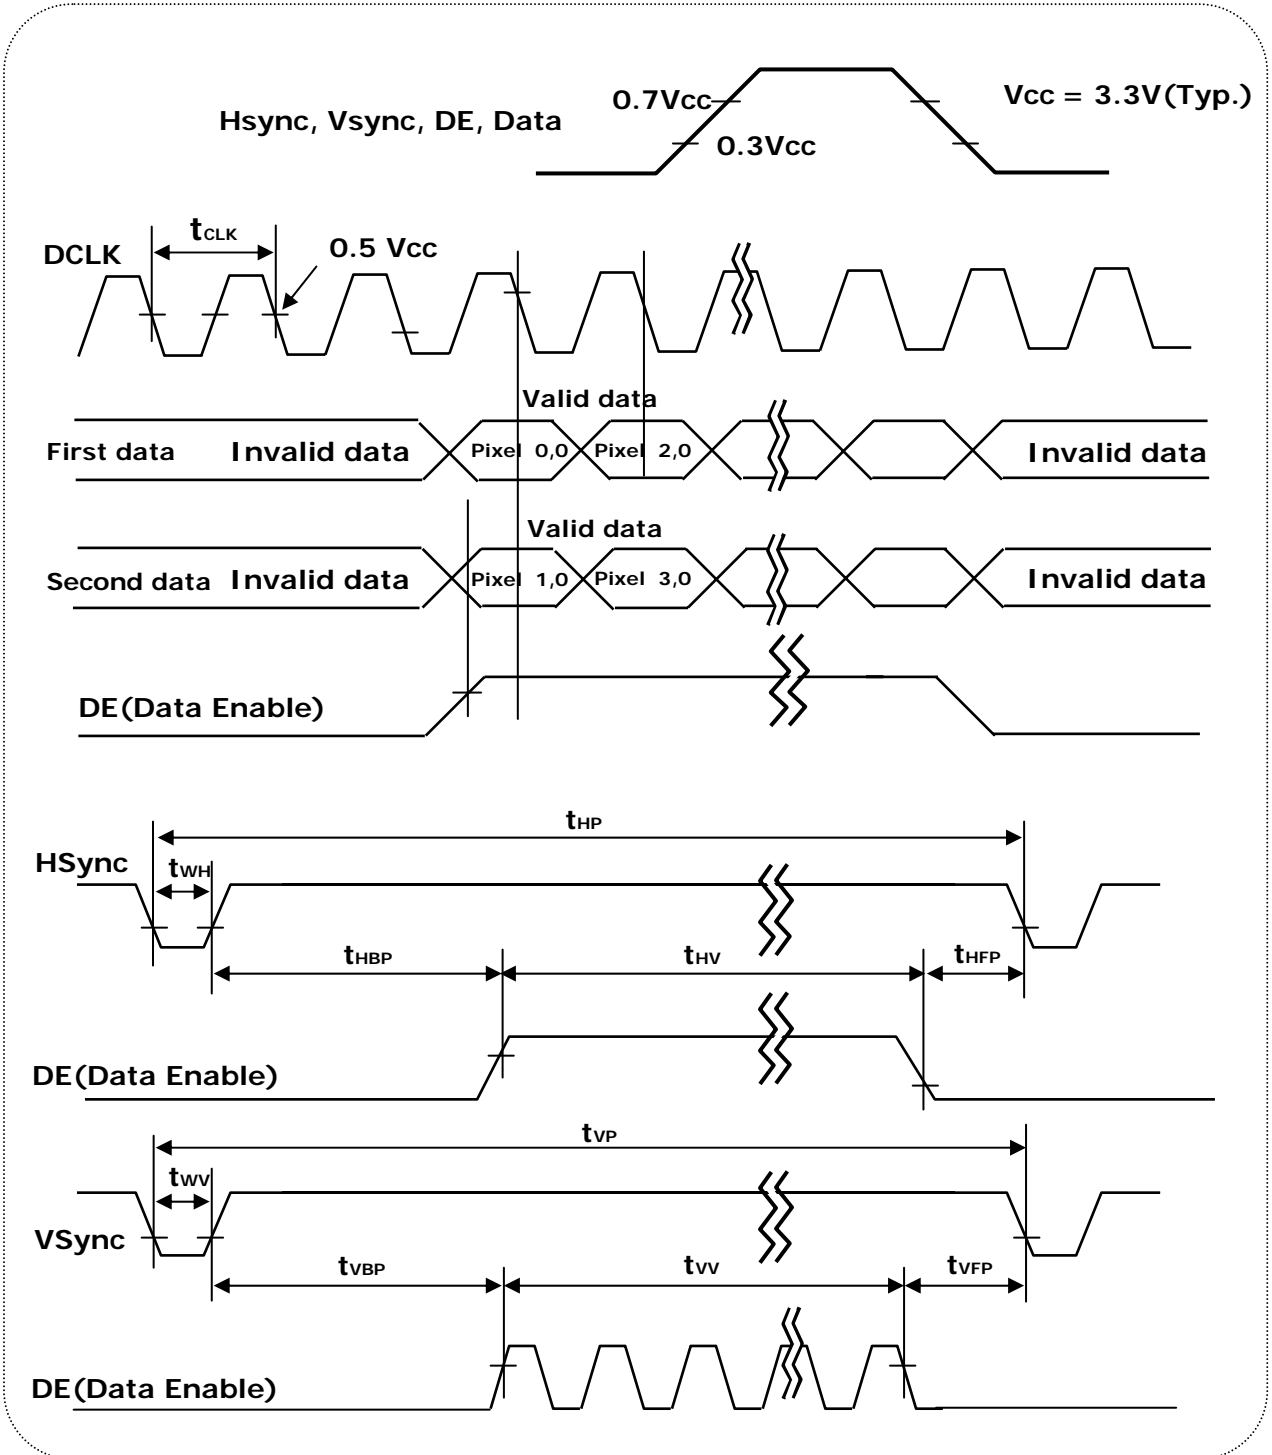 0.7Vcc
Vcc = 3.3V(Typ.)
Hsync, Vsync, DE, Data
0.3Vcc
tCLK
DCLK
0.5 Vcc
Valid data
First data
Invalid data
Pixel 0,0
Pixel 2,0
Invalid data
Valid data
Second data
Invalid data
Pixel 1,0
Pixel 3,0
Invalid data
DE(Data Enable)
tHP
HSync
tWH
tHBP
tHV
tHFP
DE(Data Enable)
tVP
tWV
VSync
tVBP
tVV
tVFP
DE(Data Enable)